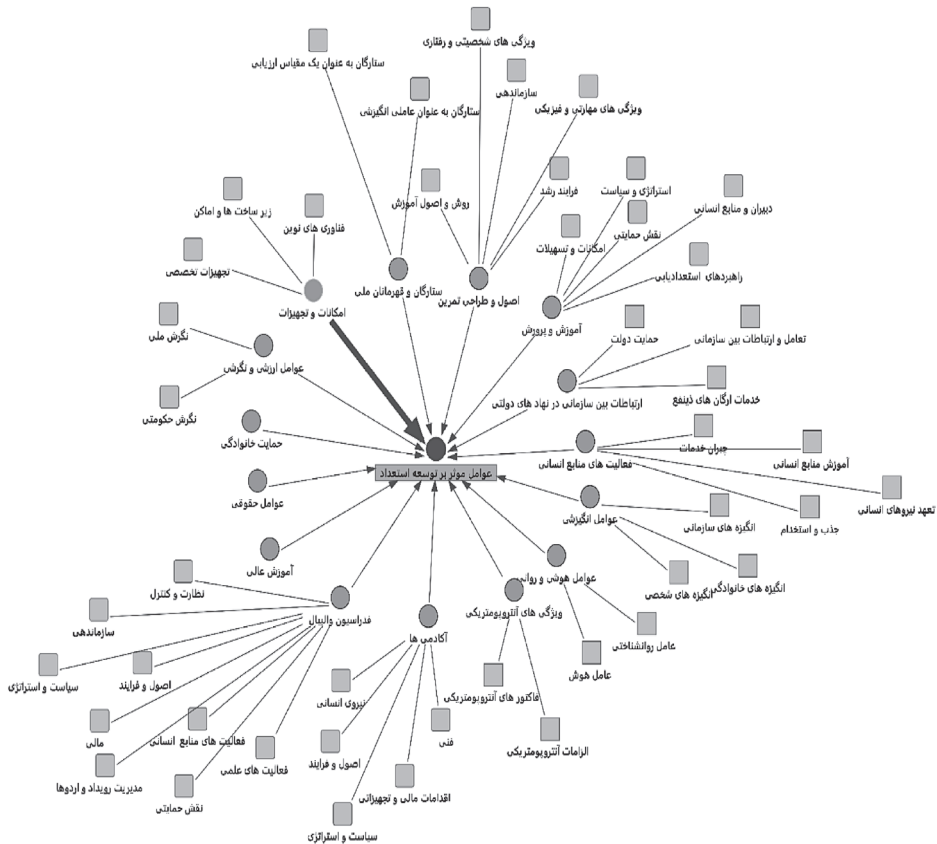 ویژگی های شخصیتی و رفتاری
ستارگان به عنوان یک مقیاس ارزیابی
سازماندهی
ویژگی های مهارتی و فیزیکی
ستارگان به عنوان عاملی انگیزشی
فرایند رشد
استراتژی و سیاست
روش و اصول آموزش
دبیران و منابع انسانی
زیر ساخت ها و اماکن
فناوری های نوین
نقش حمایتی
امکانات و تسهیلات
تجهیزات تخصصی
راهبردهای استعدادیابی
ستارگان و قهرمانان ملی
اصول و طراحی تمرین
امکانات و تجهیزات
آموزش و پرورش
نگرش ملی
حمایت دولت
تعامل و ارتباطات بین سازمانی
عوامل ارزشی و نگرشی
خدمات ارگان های ذینفع
ارتباطات بین سازمانی در نهاد های دولتی
نگرش حکومتی
حمایت خانوادگی
جبران خدمات
آموزش منابع انسانی
فعالیت های منابع انسانی
عوامل موثر بر توسعه استعداد
عوامل حقوقی
تعهد نیروهای انسانی
عوامل انگیزشی
انگیزه های سازمانی
جذب و استخدام
آموزش عالی
عوامل هوشی و روانی
انگیزه های شخصی
انگیزه های خانوادگی
نظارت و کنترل
ویژگی های آنتروپومتریکی
فدراسیون والیبال
سازماندهی
آکادمی ها
عامل روانشناختی
عامل هوش
سیاست و استراتژی
اصول و فرایند
نیروی انسانی
فاکتور های آنتروپومتریکی
مالی
فعالیت های منابع انسانی
فنی
الزامات آنتروپومتریکی
اصول و فرایند
فعالیت های علمی
مدیریت رویداد و اردوها
اقدامات مالی و تجهیزاتی
نقش حمایتی
سیاست و استراتژی